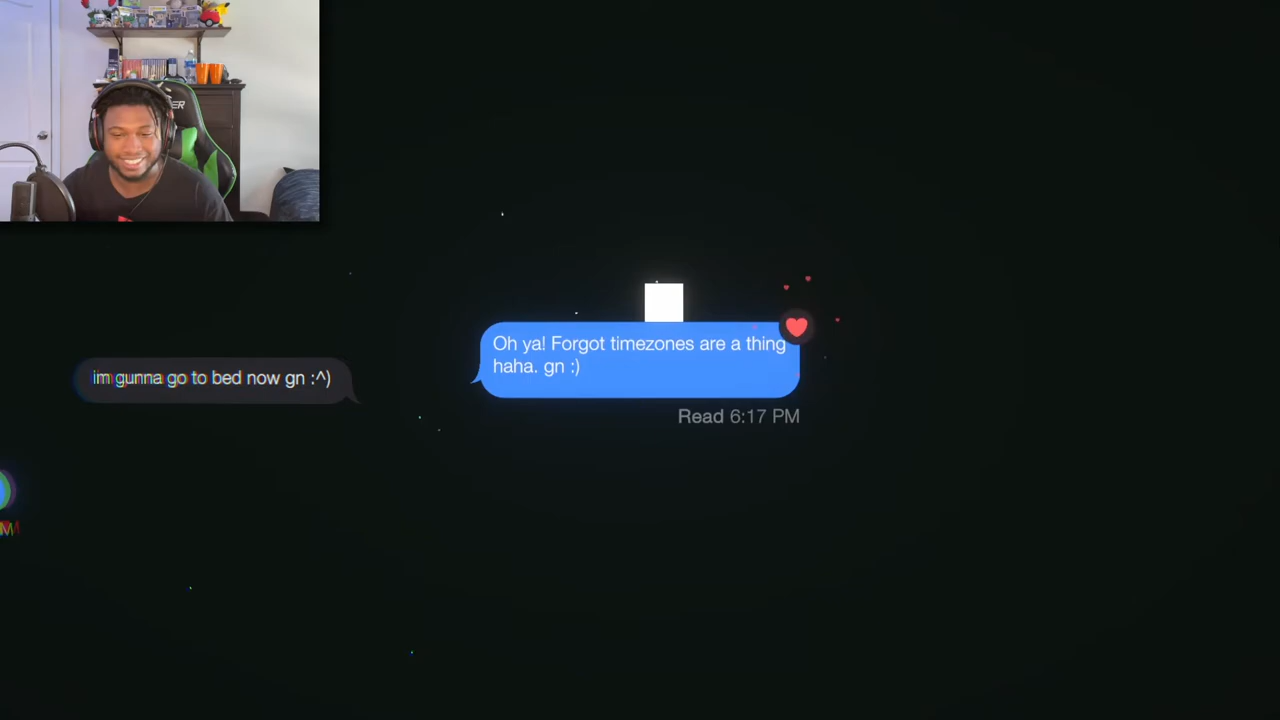 im gunna go to bed now gn :^)
Oh ya! Forgot timezones are a thing
haha. gn :)
Read 6:17 PM